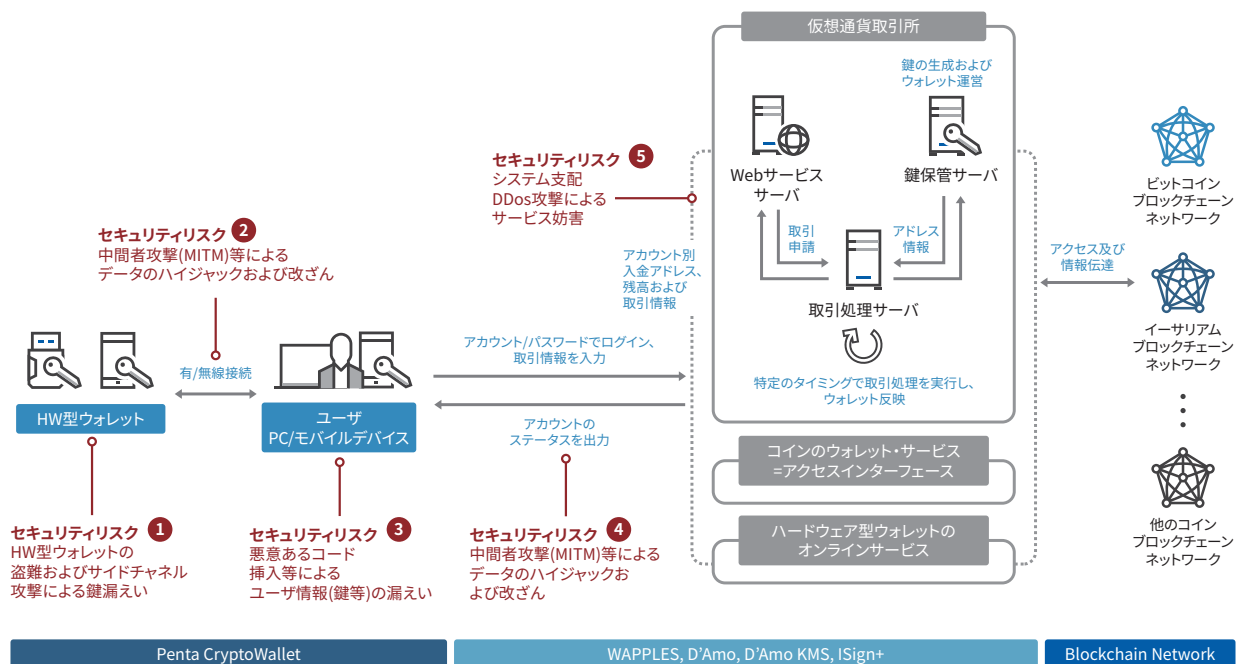 仮想通貨取引所
鍵の生成および
ウォレット運営
Webサービス
サーバ
鍵保管サーバ
取引
申請
アドレス
情報
取引処理サーバ
特定のタイミングで取引処理を実行し、
ウォレット反映
コインのウォレット・サービス
=アクセスインターフェース
ハードウェア型ウォレットの
オンラインサービス
セキュリティリスク 5
システム支配
DDos攻撃による
サービス妨害
アカウント別
入金アドレス、
残高および
取引情報
セキュリティリスク 2
中間者攻撃(MITM)等による
データのハイジャックおよび改ざん
有/無線接続
HW型ウォレット
ユーザ
PC/モバイルデバイス
アカウント/パスワードでログイン、
取引情報を入力
アカウントの
ステータスを出力
セキュリティリスク 1
HW型ウォレットの
盗難およびサイドチャネル
攻撃による鍵漏えい
セキュリティリスク 3
悪意あるコード
挿入等による
ユーザ情報(鍵等)の漏えい
セキュリティリスク 4
中間者攻撃(MITM)等による
データのハイジャックお
よび改ざん
アクセス及び
情報伝達
ビットコイン
ブロックチェーン
ネットワーク
イーサリアム
ブロックチェーン
ネットワーク
他のコイン
ブロックチェーン
ネットワーク
Penta CryptoWallet
WAPPLES, D'Amo, D'Amo KMS, ISign+
Blockchain Network